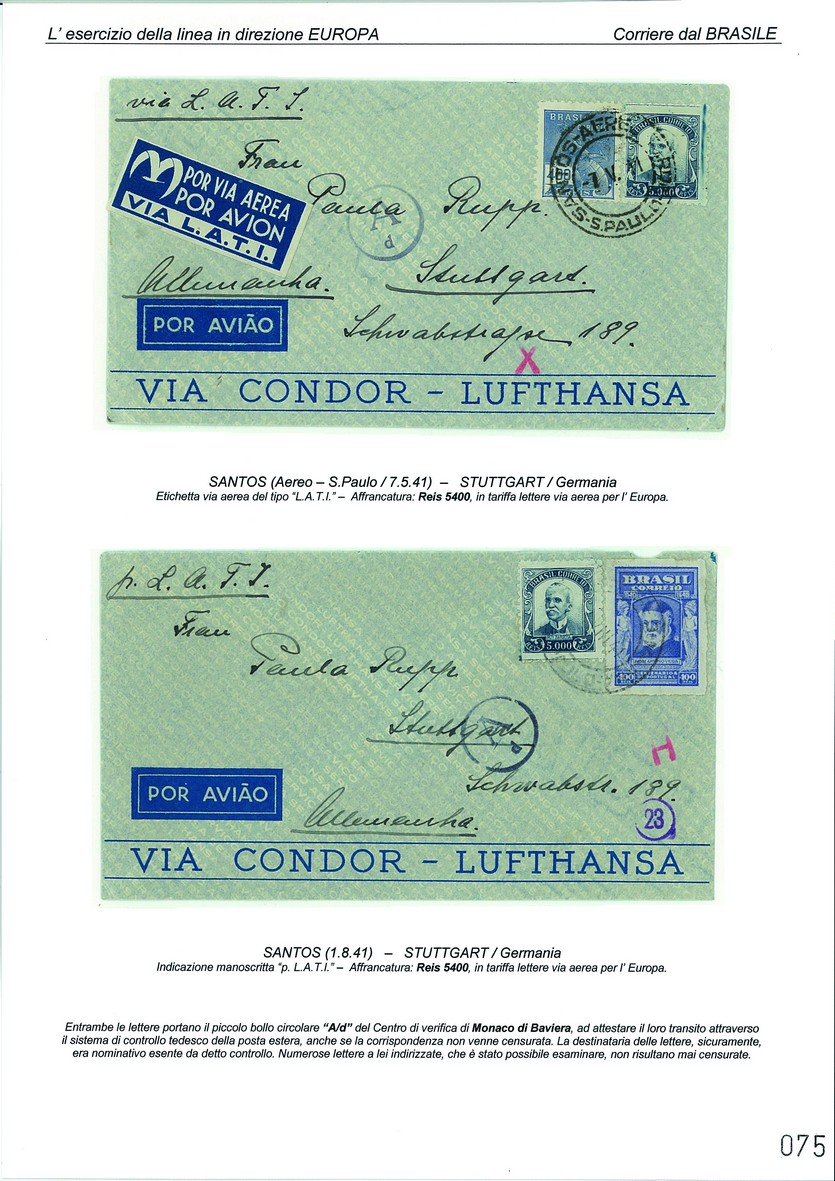 L' esercizio della linea in direzione EUROPA
Corriere dal BRASILE
via L. A. T. I.
Frau
Paula Rupp.
Allemanha.
Stuttgart.
Schwabstrasse 189.
POR VIA AEREA
POR AVION
VIA L.A.T.I.
BRASIL
400
BRASIL CORREIO
5.000
SANTOS-AEREO
S.PAULO
A
d
POR AVIÃO
X
VIA CONDOR – LUFTHANSA
SANTOS (Aereo – S.Paulo / 7.5.41) – STUTTGART / Germania
Etichetta via aerea del tipo “L.A.T.I.” – Affrancatura: Reis 5400, in tariffa lettere via aerea per l’ Europa.
p. L. A. T. I.
Frau
Paula Rupp
Stuttgart
Schwabstr. 189.
Allemanha.
BRASIL CORREIO
5.000
BRASIL
CORREIO
400 400
PORTUGAL
A
d
23
POR AVIÃO
VIA CONDOR – LUFTHANSA
SANTOS (1.8.41) – STUTTGART / Germania
Indicazione manoscritta “p. L.A.T.I.” – Affrancatura: Reis 5400, in tariffa lettere via aerea per l’ Europa.
Entrambe le lettere portano il piccolo bollo circolare “A/d” del Centro di verifica di Monaco di Baviera, ad attestare il loro transito attraverso
il sistema di controllo tedesco della posta estera, anche se la corrispondenza non venne censurata. La destinataria delle lettere, sicuramente,
era nominativo esente da detto controllo. Numerose lettere a lei indirizzate, che è stato possibile esaminare, non risultano mai censurate.
075